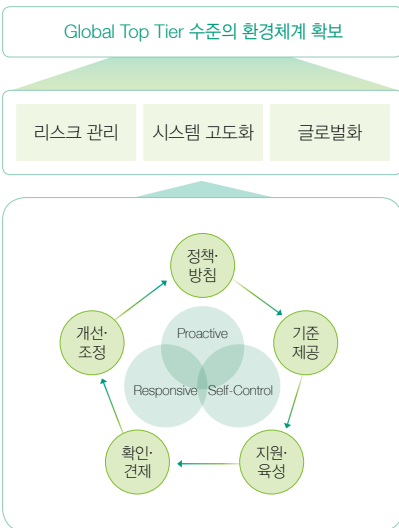 Global Top Tier 수준의 환경체계 확보
리스크 관리
시스템 고도화
글로벌화
정책·
방침
기준
제공
지원·
육성
확인·
견제
개선·
조정
Proactive
Responsive
Self-Control